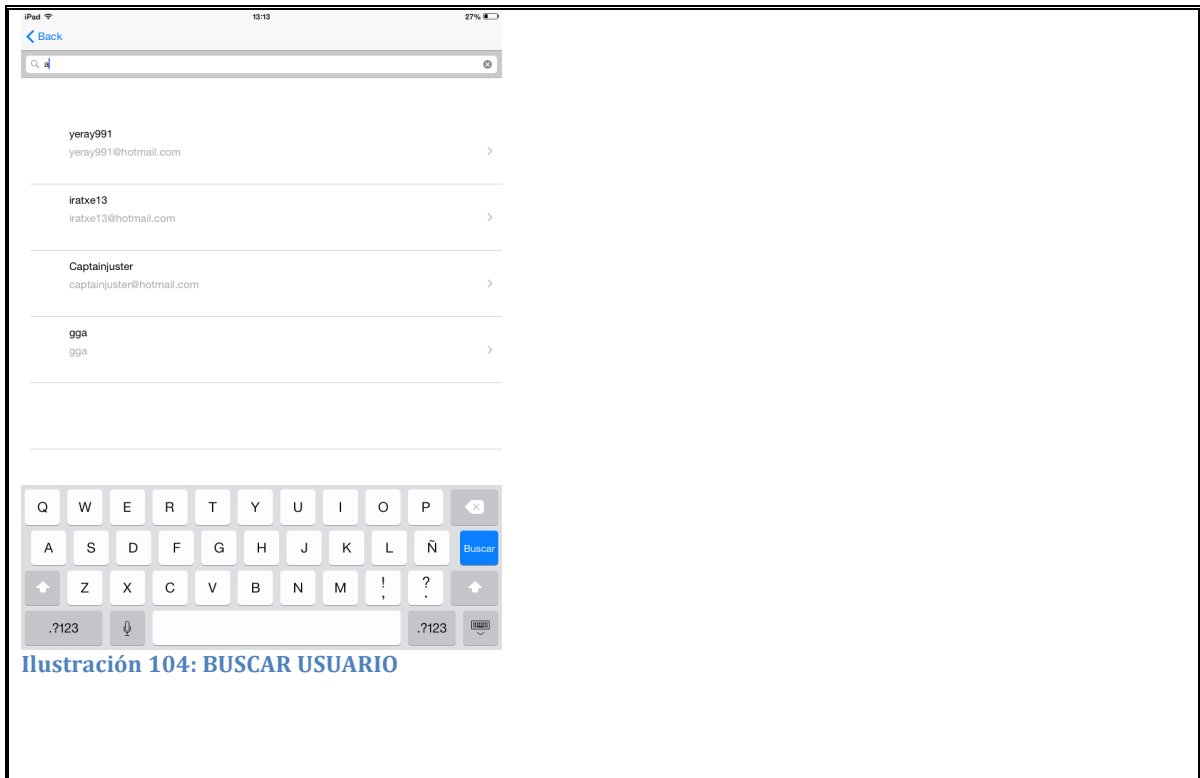 iPad 13:13 27%
Back
a
yeray991
yeray991@hotmail.com
iratxe13
iratxe13@hotmail.com
Captainjuster
captainjuster@hotmail.com
gga
gga
Q W E R T Y U I O P
A S D F G H J K L Ñ Buscar
Z X C V B N M ! , ? .
.?123 .?123
Ilustración 104: BUSCAR USUARIO